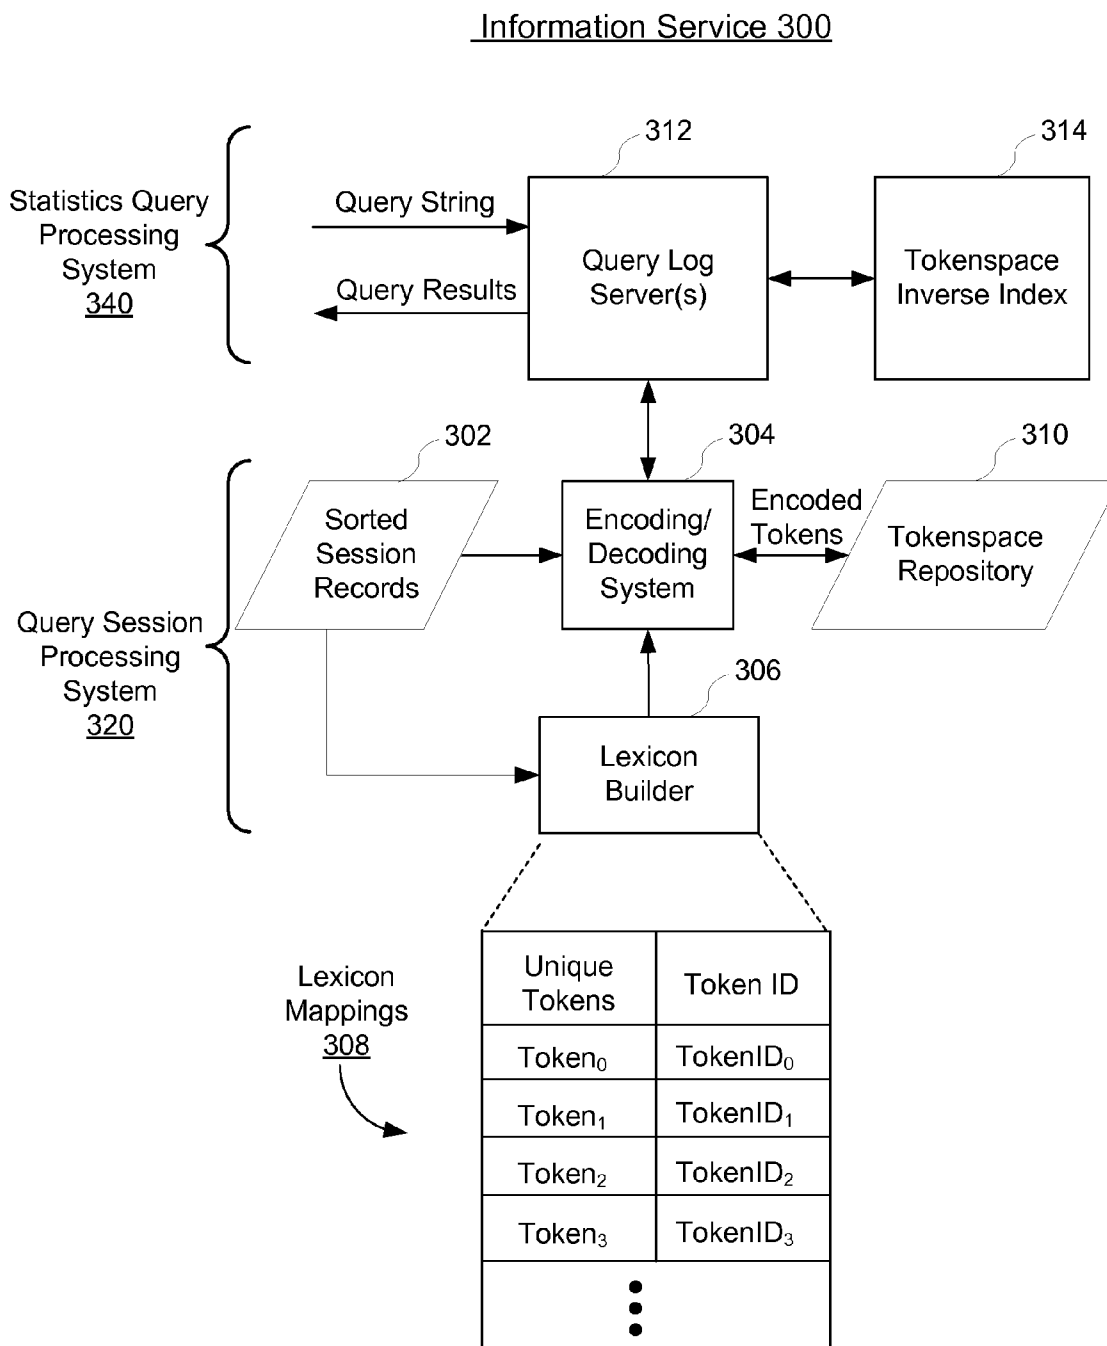 Information Service 300
312
314
Statistics Query
Processing
System
340
Query String
Query Results
Query Log
Server(s)
Tokenspace
Inverse Index
302
304
310
Query Session
Processing
System
320
Sorted
Session
Records
Encoding/
Decoding
System
Encoded
Tokens
Tokenspace
Repository
306
Lexicon
Builder
Lexicon
Mappings
308
Unique
Tokens
Token ID
Token₀
TokenID₀
Token₁
TokenID₁
Token₂
TokenID₂
Token₃
TokenID₃